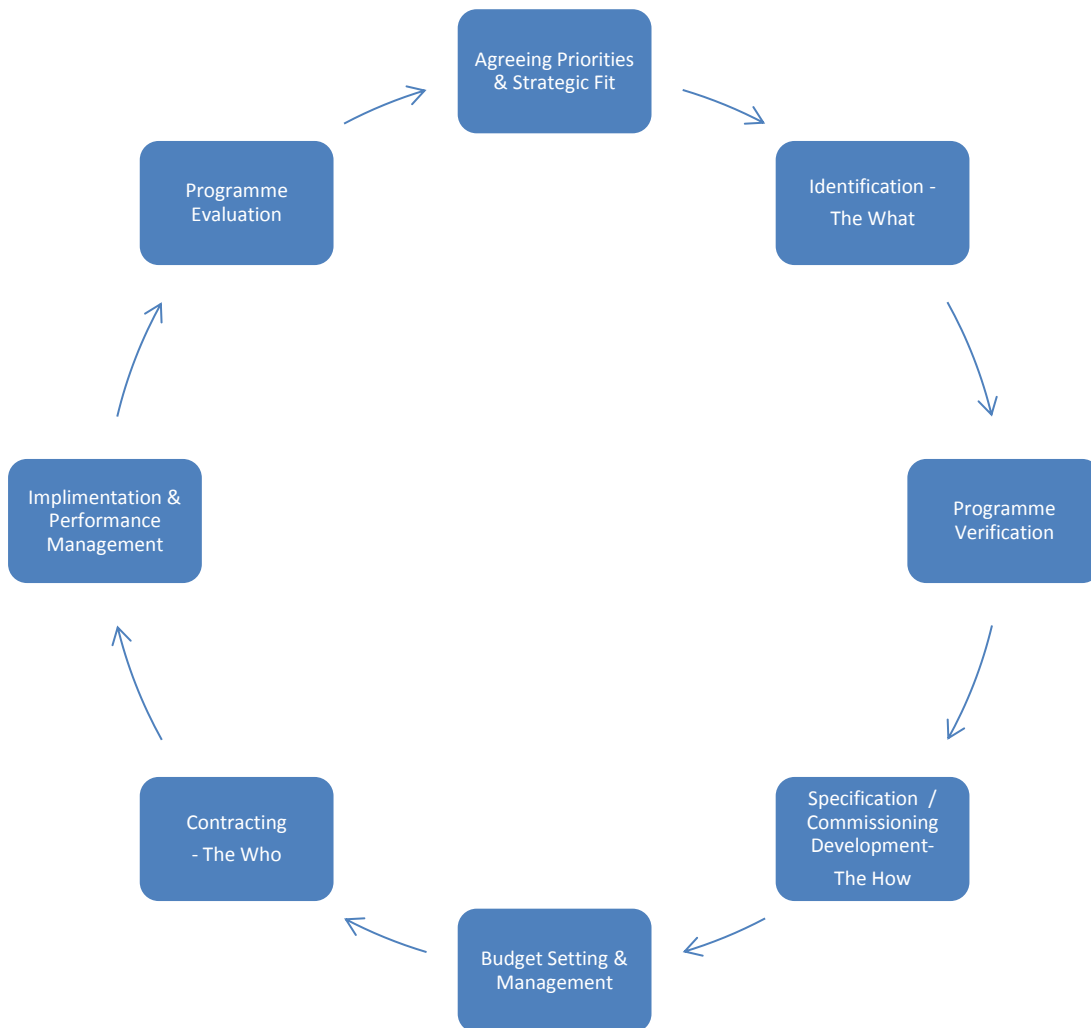 Agreeing Priorities
& Strategic Fit
Identification -
The What
Programme
Verification
Specification /
Commissioning
Development-
The How
Budget Setting &
Management
Contracting
- The Who
Implimentation &
Performance
Management
Programme
Evaluation